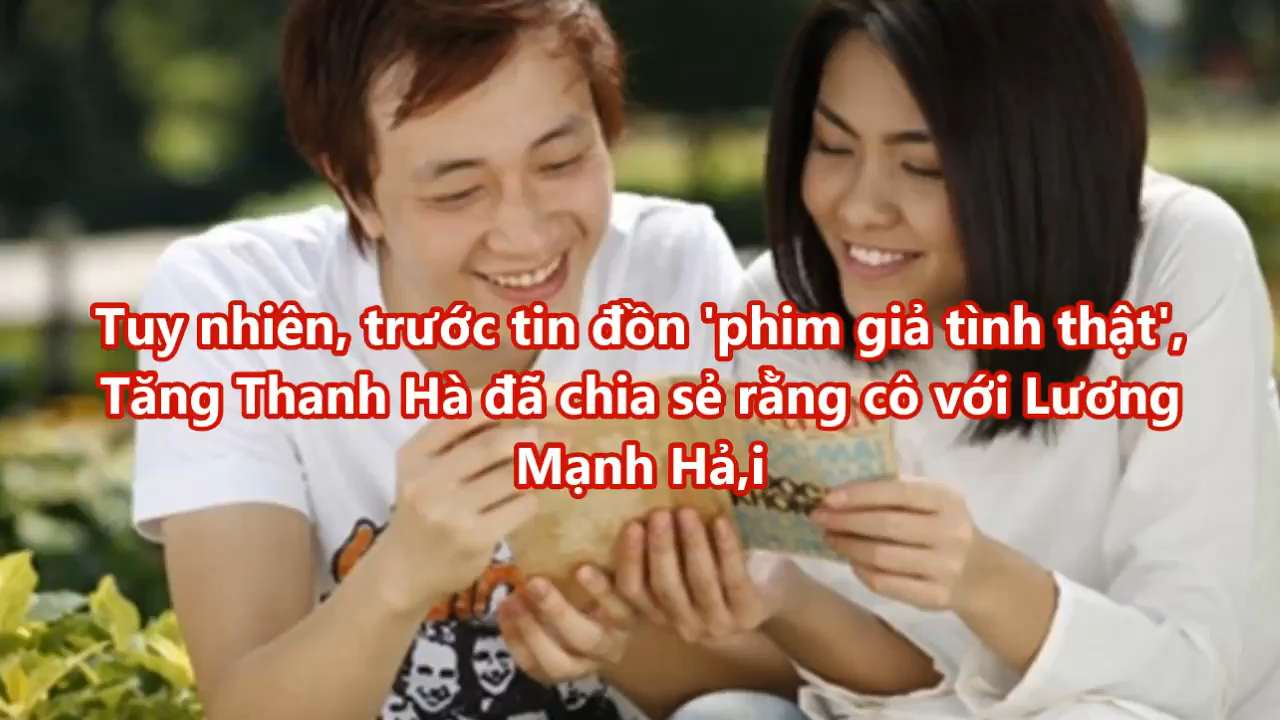 Tuy nhiên, trước tin đồn 'phim giả tình thật',
Tăng Thanh Hà đã chia sẻ rằng cô với Lương
Mạnh Hả,i